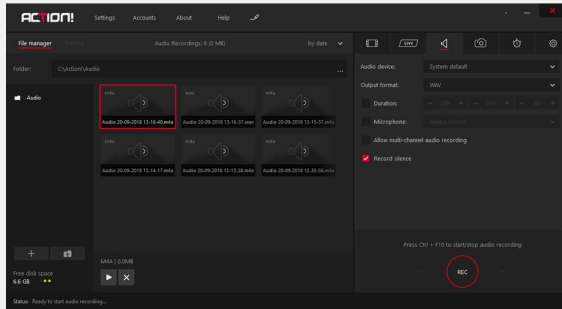 ACTION!
Settings Accounts About Help
File manager
Audio Recordings: 6 (0 MB) by date
LIVE
Folder: C:\Action!\Audio ...
Audio
m4a wav m4a
Audio 20-09-2018 13-16-40.m4a Audio 20-09-2018 13-16-37.wav Audio 20-09-2018 13-15-37.m4a
m4a m4a m4a
Audio 20-09-2018 13-14-17.m4a Audio 20-09-2018 13-13-28.m4a Audio 20-09-2018 12-35-56.m4a
M4A | 0.0MB
Free disk space
6.6 GB
Status: Ready to start audio recording...
Audio device: System default
Output format: WAV
Duration:
Microphone: Always record
Allow multi-channel audio recording
Record silence
Press Ctrl + F10 to start/stop audio recording
REC